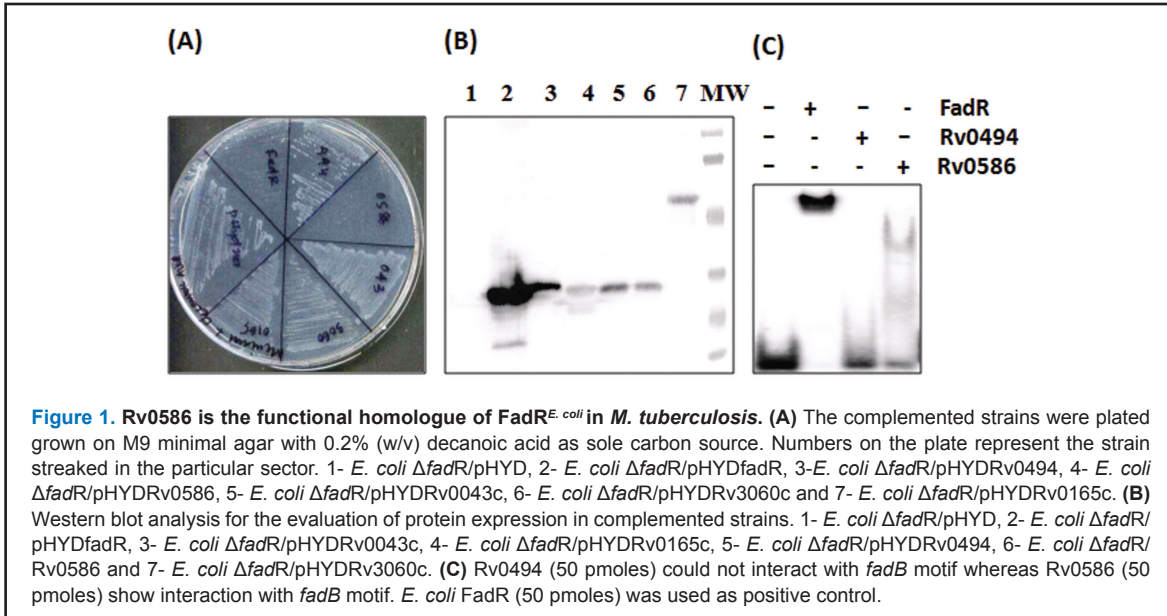 (A)
(B)
(C)
1 2 3 4 5 6 7 MW
- + - - FadR
- - + - Rv0494
- - - + Rv0586
FadR
494
0586
043
3060
0165
Figure 1. Rv0586 is the functional homologue of FadR^E. coli in M. tuberculosis. (A) The complemented strains were plated
grown on M9 minimal agar with 0.2% (w/v) decanoic acid as sole carbon source. Numbers on the plate represent the strain
streaked in the particular sector. 1- E. coli ΔfadR/pHYD, 2- E. coli ΔfadR/pHYDfadR, 3-E. coli ΔfadR/pHYDRv0494, 4- E. coli
ΔfadR/pHYDRv0586, 5- E. coli ΔfadR/pHYDRv0043c, 6- E. coli ΔfadR/pHYDRv3060c and 7- E. coli ΔfadR/pHYDRv0165c. (B)
Western blot analysis for the evaluation of protein expression in complemented strains. 1- E. coli ΔfadR/pHYD, 2- E. coli ΔfadR/
pHYDfadR, 3- E. coli ΔfadR/pHYDRv0043c, 4- E. coli ΔfadR/pHYDRv0165c, 5- E. coli ΔfadR/pHYDRv0494, 6- E. coli ΔfadR/
Rv0586 and 7- E. coli ΔfadR/pHYDRv3060c. (C) Rv0494 (50 pmoles) could not interact with fadB motif whereas Rv0586 (50
pmoles) show interaction with fadB motif. E. coli FadR (50 pmoles) was used as positive control.